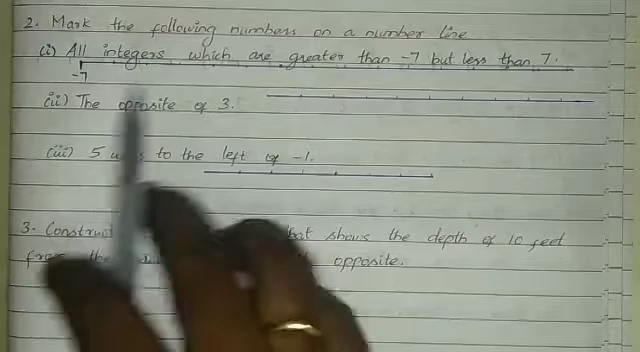 2. Mark the following numbers on a number line
(i) All integers which are greater than -7 but less than 7.
-7
(ii) The opposite of 3.
(iii) 5 to the left of -1.
3. that shows the depth of 10 feet
the opposite.